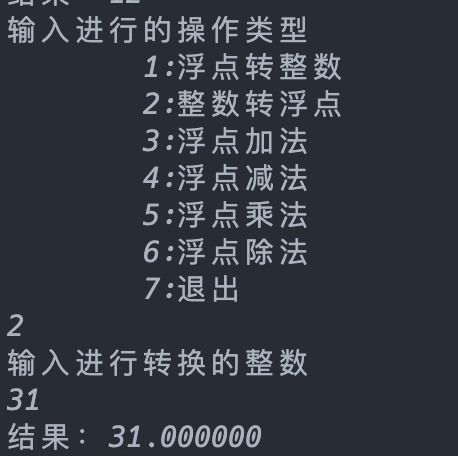 输入进行的操作类型
1:浮点转整数
2:整数转浮点
3:浮点加法
4:浮点减法
5:浮点乘法
6:浮点除法
7:退出
2
输入进行转换的整数
31
结果：31.000000